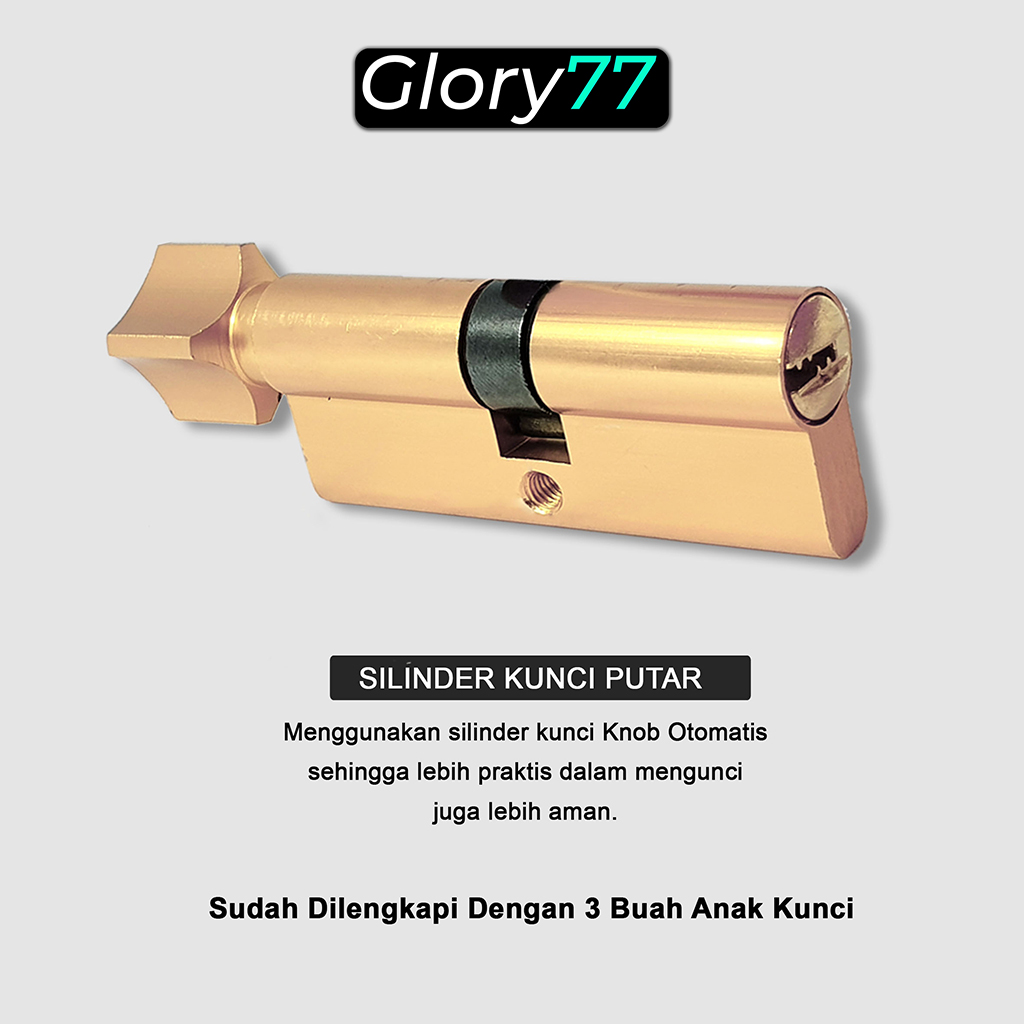 Glory77
SILINDER KUNCI PUTAR
Menggunakan silinder kunci Knob Otomatis
sehingga lebih praktis dalam mengunci
juga lebih aman.
Sudah Dilengkapi Dengan 3 Buah Anak Kunci